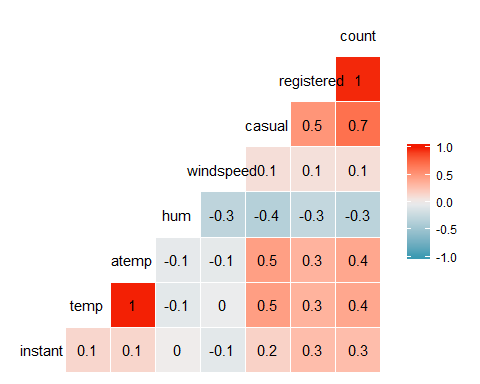 count
registered 1
casual 0.5 0.7
windspeed 0.1 0.1 0.1
hum -0.3 -0.4 -0.3 -0.3
atemp -0.1 -0.1 0.5 0.3 0.4
temp 1 -0.1 0 0.5 0.3 0.4
instant 0.1 0.1 0 -0.1 0.2 0.3 0.3
1.0
0.5
0.0
-0.5
-1.0